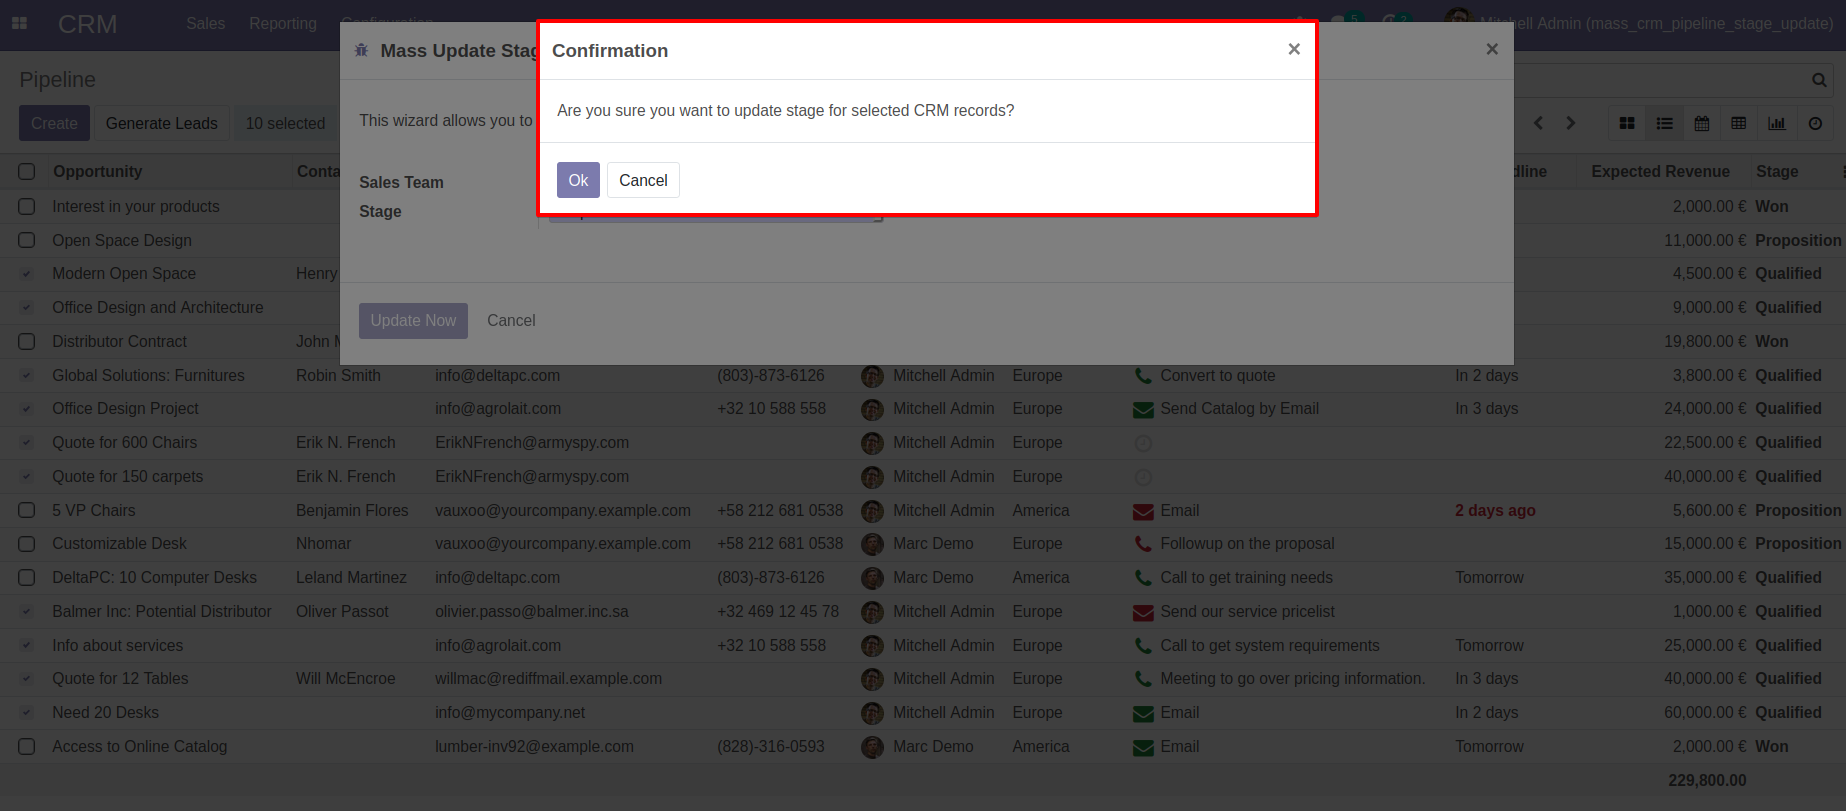 CRM Sales Reporting Configuration 5 2 Mitchell Admin (mass_crm_pipeline_stage_update)
Mass Update Stag
Confirmation
Pipeline
Are you sure you want to update stage for selected CRM records?
Create Generate Leads 10 selected
This wizard allows you to
Ok Cancel
Sales Team
Stage
Update Now Cancel
Opportunity Conta dline Expected Revenue Stage
Interest in your products 2,000.00 € Won
Open Space Design 11,000.00 € Proposition
Modern Open Space Henry 4,500.00 € Qualified
Office Design and Architecture 9,000.00 € Qualified
Distributor Contract John 19,800.00 € Won
Global Solutions: Furnitures Robin Smith info@deltapc.com (803)-873-6126 Mitchell Admin Europe Convert to quote In 2 days 3,800.00 € Qualified
Office Design Project info@agrolait.com +32 10 588 558 Mitchell Admin Europe Send Catalog by Email In 3 days 24,000.00 € Qualified
Quote for 600 Chairs Erik N. French ErikNFrench@armyspy.com Mitchell Admin Europe 22,500.00 € Qualified
Quote for 150 carpets Erik N. French ErikNFrench@armyspy.com Mitchell Admin Europe 40,000.00 € Qualified
5 VP Chairs Benjamin Flores vauxoo@yourcompany.example.com +58 212 681 0538 Mitchell Admin America Email 2 days ago 5,600.00 € Proposition
Customizable Desk Nhomar vauxoo@yourcompany.example.com +58 212 681 0538 Marc Demo Europe Followup on the proposal 15,000.00 € Proposition
DeltaPC: 10 Computer Desks Leland Martinez info@deltapc.com (803)-873-6126 Marc Demo America Call to get training needs Tomorrow 35,000.00 € Qualified
Balmer Inc: Potential Distributor Oliver Passot olivier.passo@balmer.inc.sa +32 469 12 45 78 Mitchell Admin Europe Send our service pricelist 1,000.00 € Qualified
Info about services info@agrolait.com +32 10 588 558 Mitchell Admin Europe Call to get system requirements Tomorrow 25,000.00 € Qualified
Quote for 12 Tables Will McEncroe willmac@rediffmail.example.com Mitchell Admin Europe Meeting to go over pricing information. In 3 days 40,000.00 € Qualified
Need 20 Desks info@mycompany.net Mitchell Admin Europe Email In 2 days 60,000.00 € Qualified
Access to Online Catalog lumber-inv92@example.com (828)-316-0593 Marc Demo America Email Tomorrow 2,000.00 € Won
229,800.00